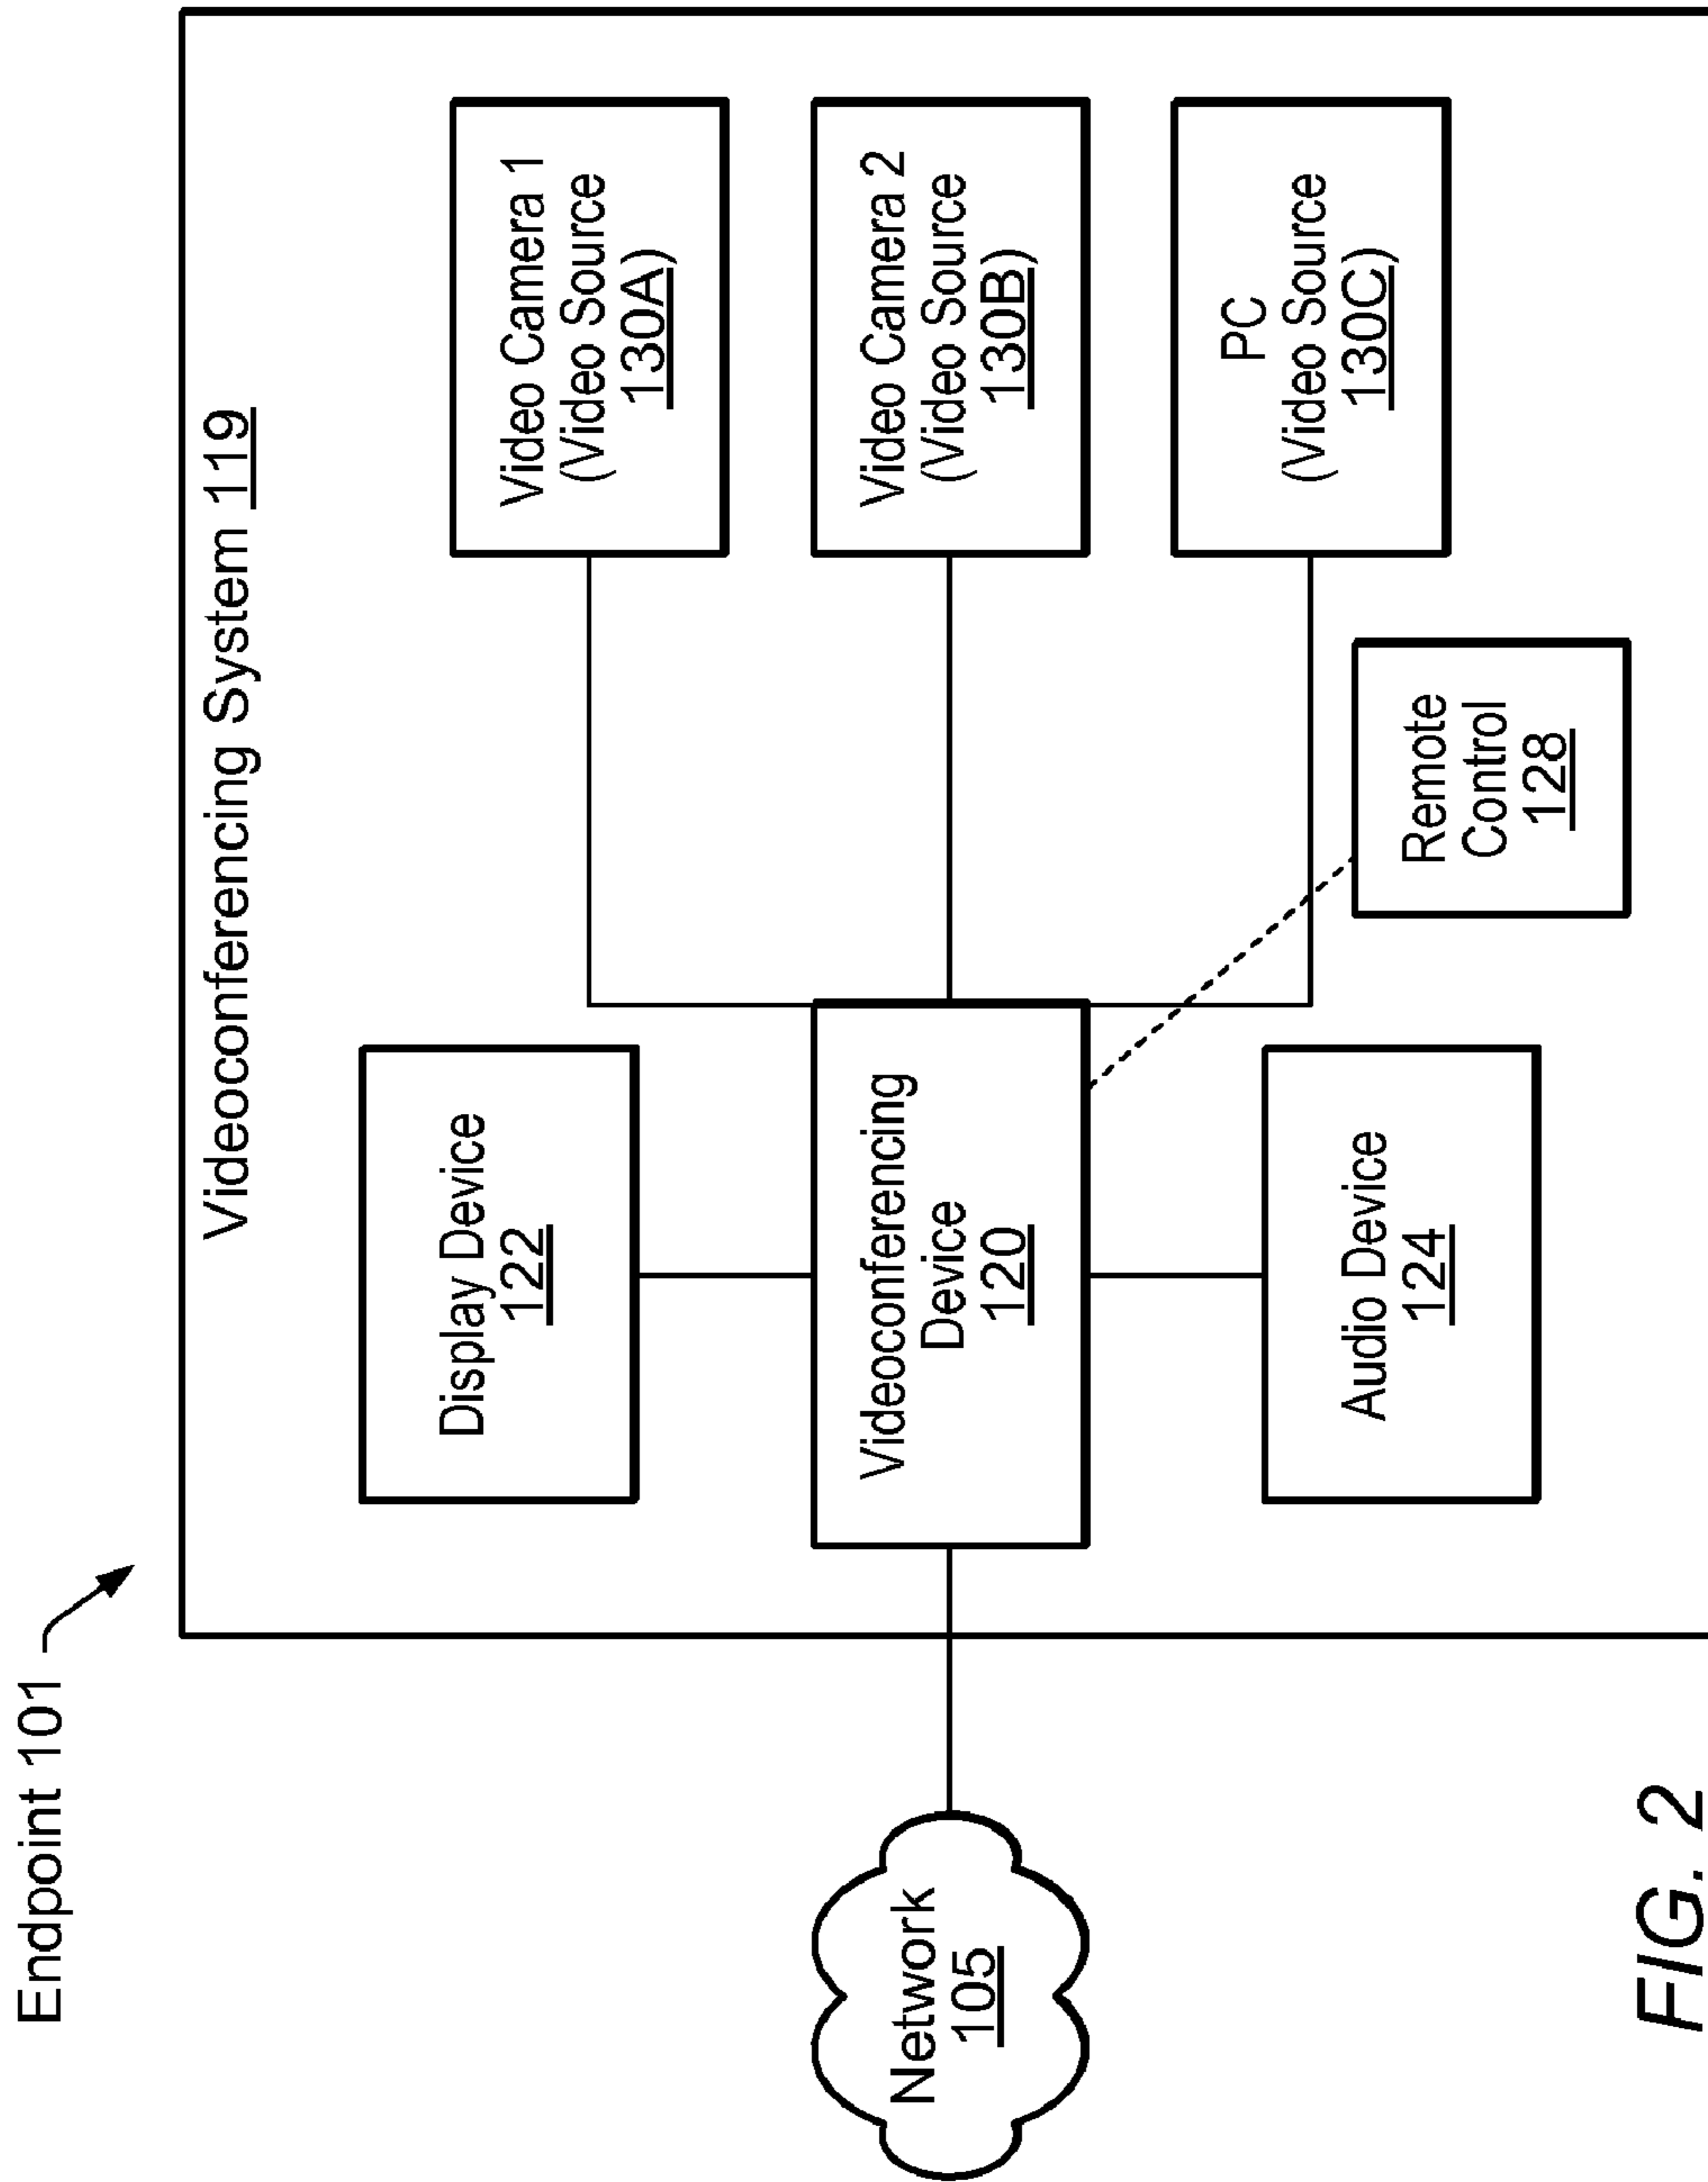 Endpoint 101
Videoconferencing System 119
Display Device
122
Video Camera 1
(Video Source
130A)
Network
105
Videoconferencing
Device
120
Video Camera 2
(Video Source
130B)
Audio Device
124
PC
(Video Source
130C)
Remote
Control
128
FIG. 2